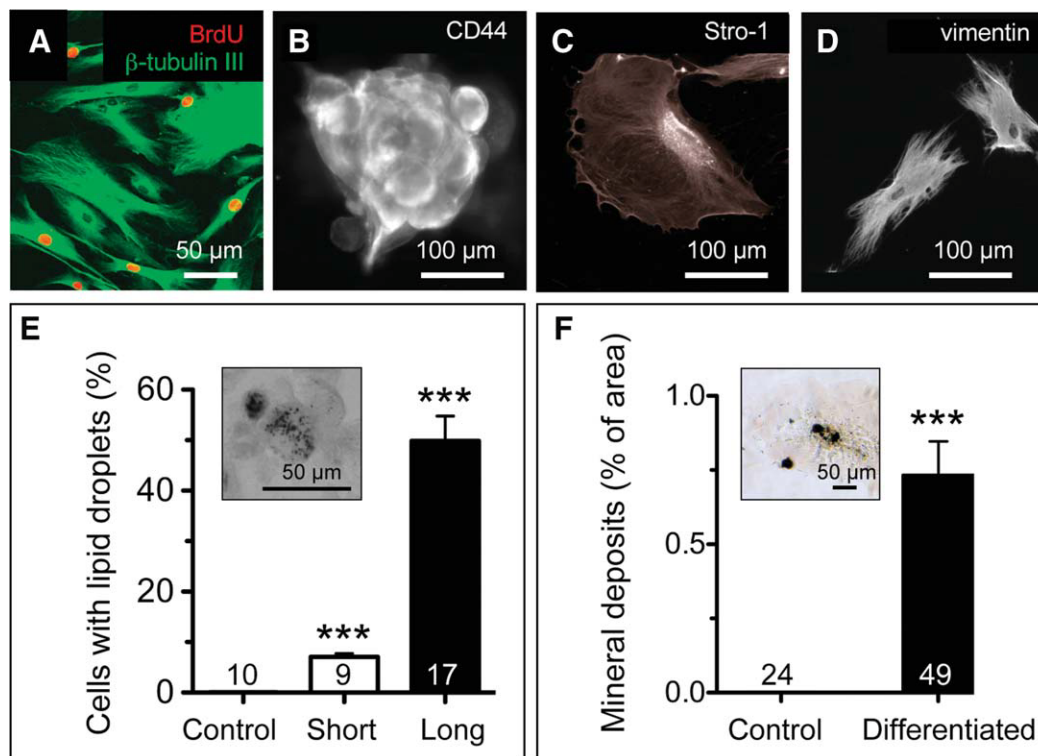 A
BrdU
β-tubulin III
50 µm
B
CD44
100 µm
C
Stro-1
100 µm
D
vimentin
100 µm
E
Cells with lipid droplets (%)
60
40
20
0
50 µm
***
***
10
9
17
Control
Short
Long
F
Mineral deposits (% of area)
1.0
0.5
0.0
50 µm
***
24
49
Control
Differentiated